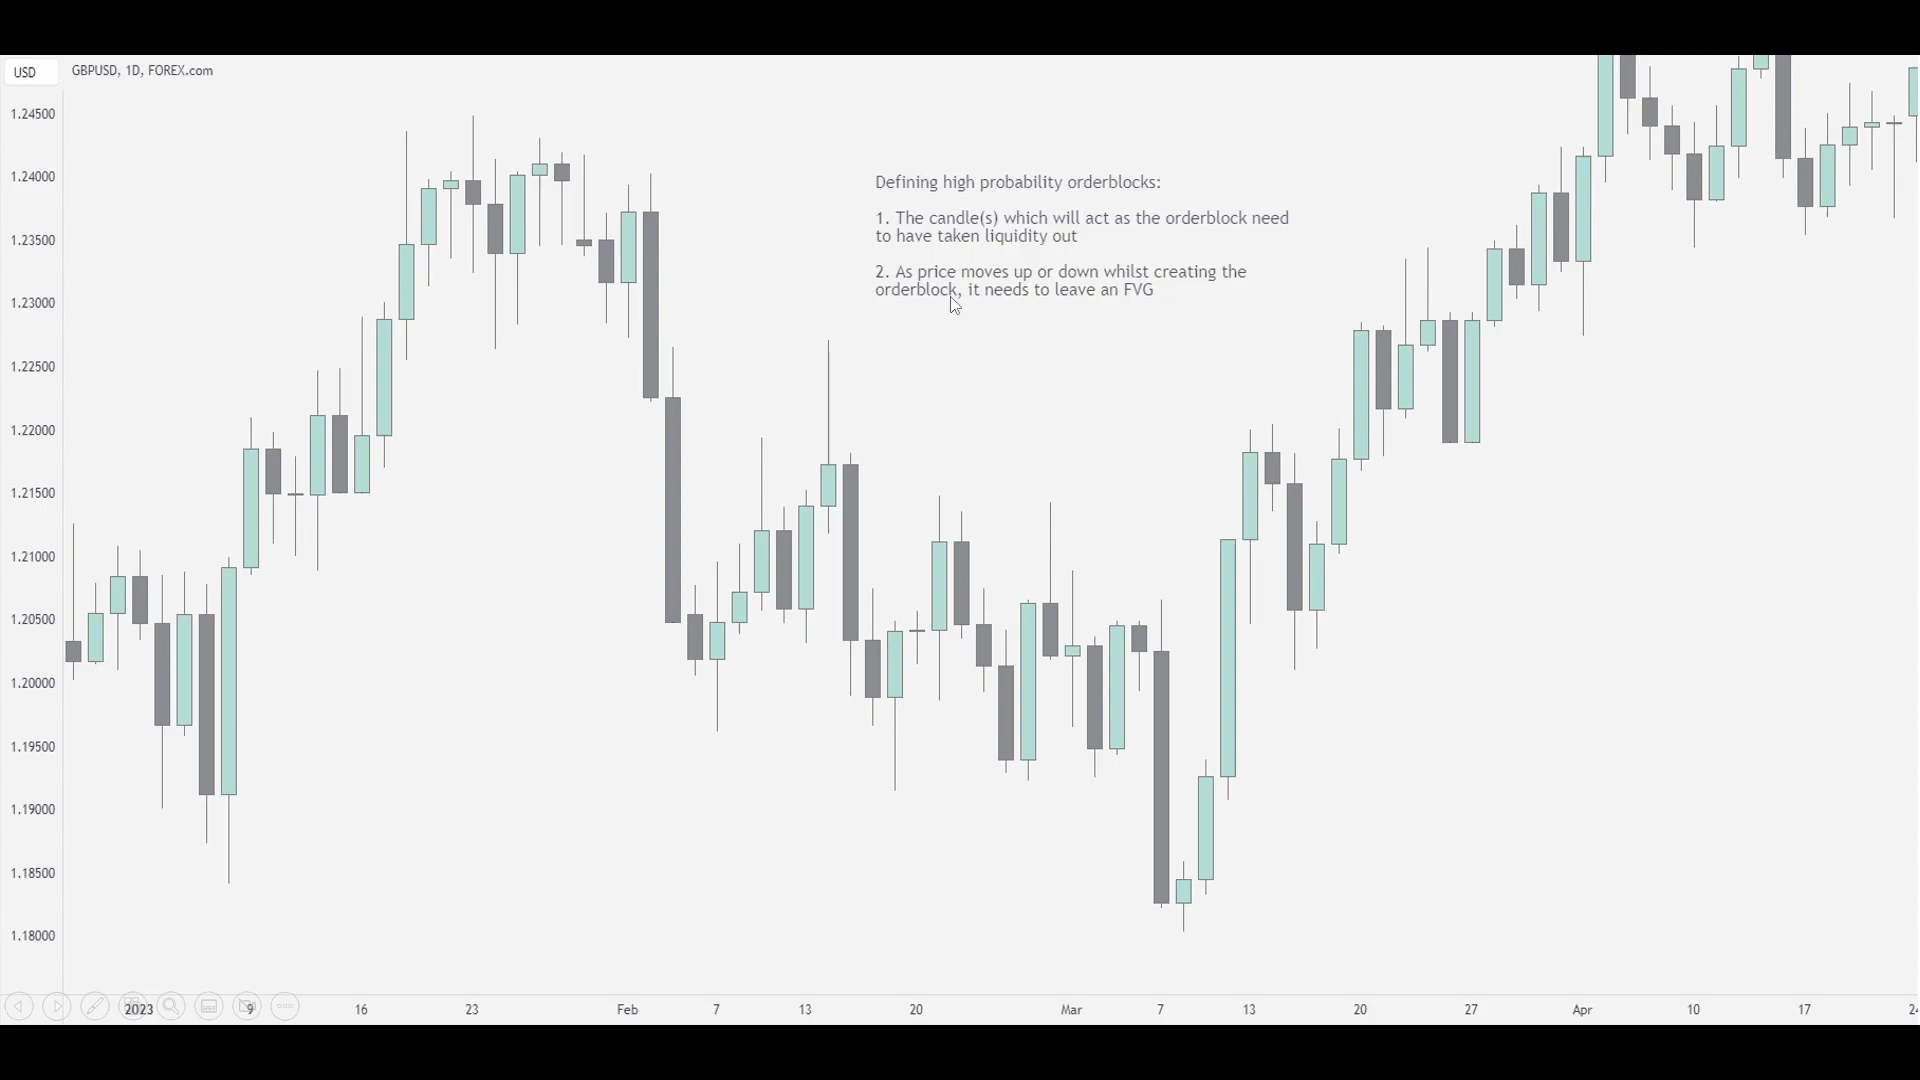 USD
GBPUSD, 1D, FOREX.com
1.24500
1.24000
1.23500
1.23000
1.22500
1.22000
1.21500
1.21000
1.20500
1.20000
1.19500
1.19000
1.18500
1.18000
Defining high probability orderblocks:
1. The candle(s) which will act as the orderblock need
to have taken liquidity out
2. As price moves up or down whilst creating the
orderblock, it needs to leave an FVG
2023 9 16 23 Feb 7 13 20 Mar 7 13 20 27 Apr 10 17 24